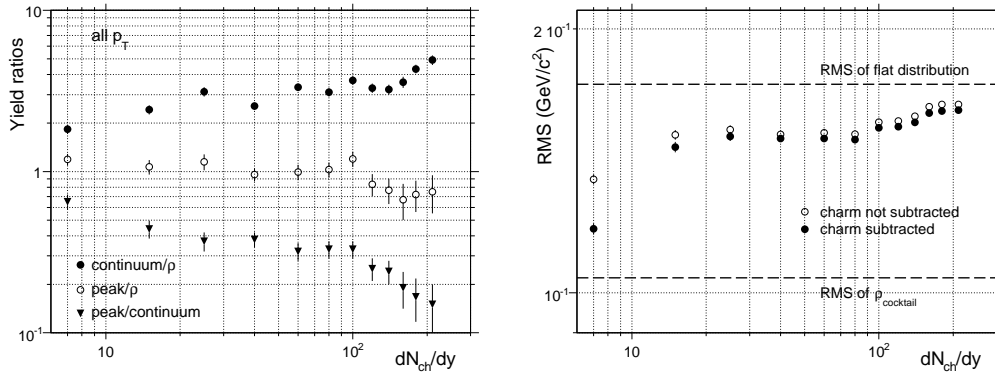 all p_T
Yield ratios
10
1
10^-1
continuum/ρ
peak/ρ
peak/continuum
10
10^2
dN_ch/dy
RMS (GeV/c^2)
2 10^-1
10^-1
RMS of flat distribution
charm not subtracted
charm subtracted
RMS of ρ_cocktail
10
10^2
dN_ch/dy